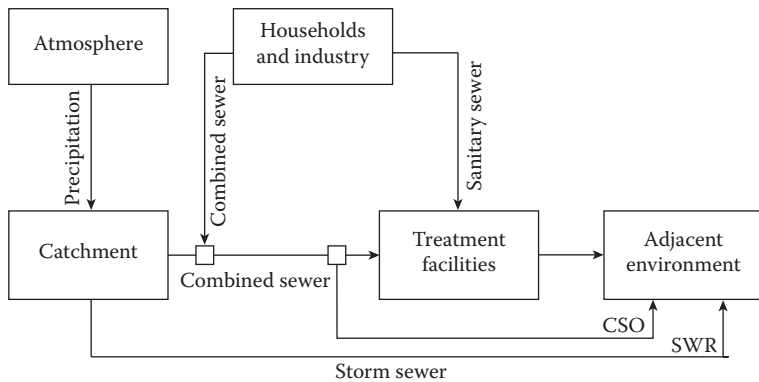 Atmosphere
Households
and industry
Precipitation
Combined sewer
Sanitary sewer
Catchment
Combined sewer
Treatment
facilities
Adjacent
environment
CSO
SWR
Storm sewer